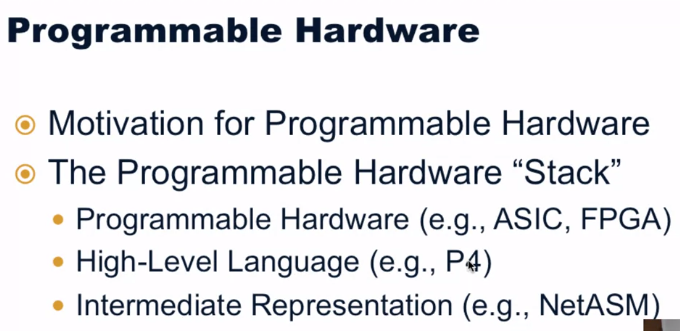 Programmable Hardware
Motivation for Programmable Hardware
The Programmable Hardware “Stack”
Programmable Hardware (e.g., ASIC, FPGA)
High-Level Language (e.g., P4)
Intermediate Representation (e.g., NetASM)